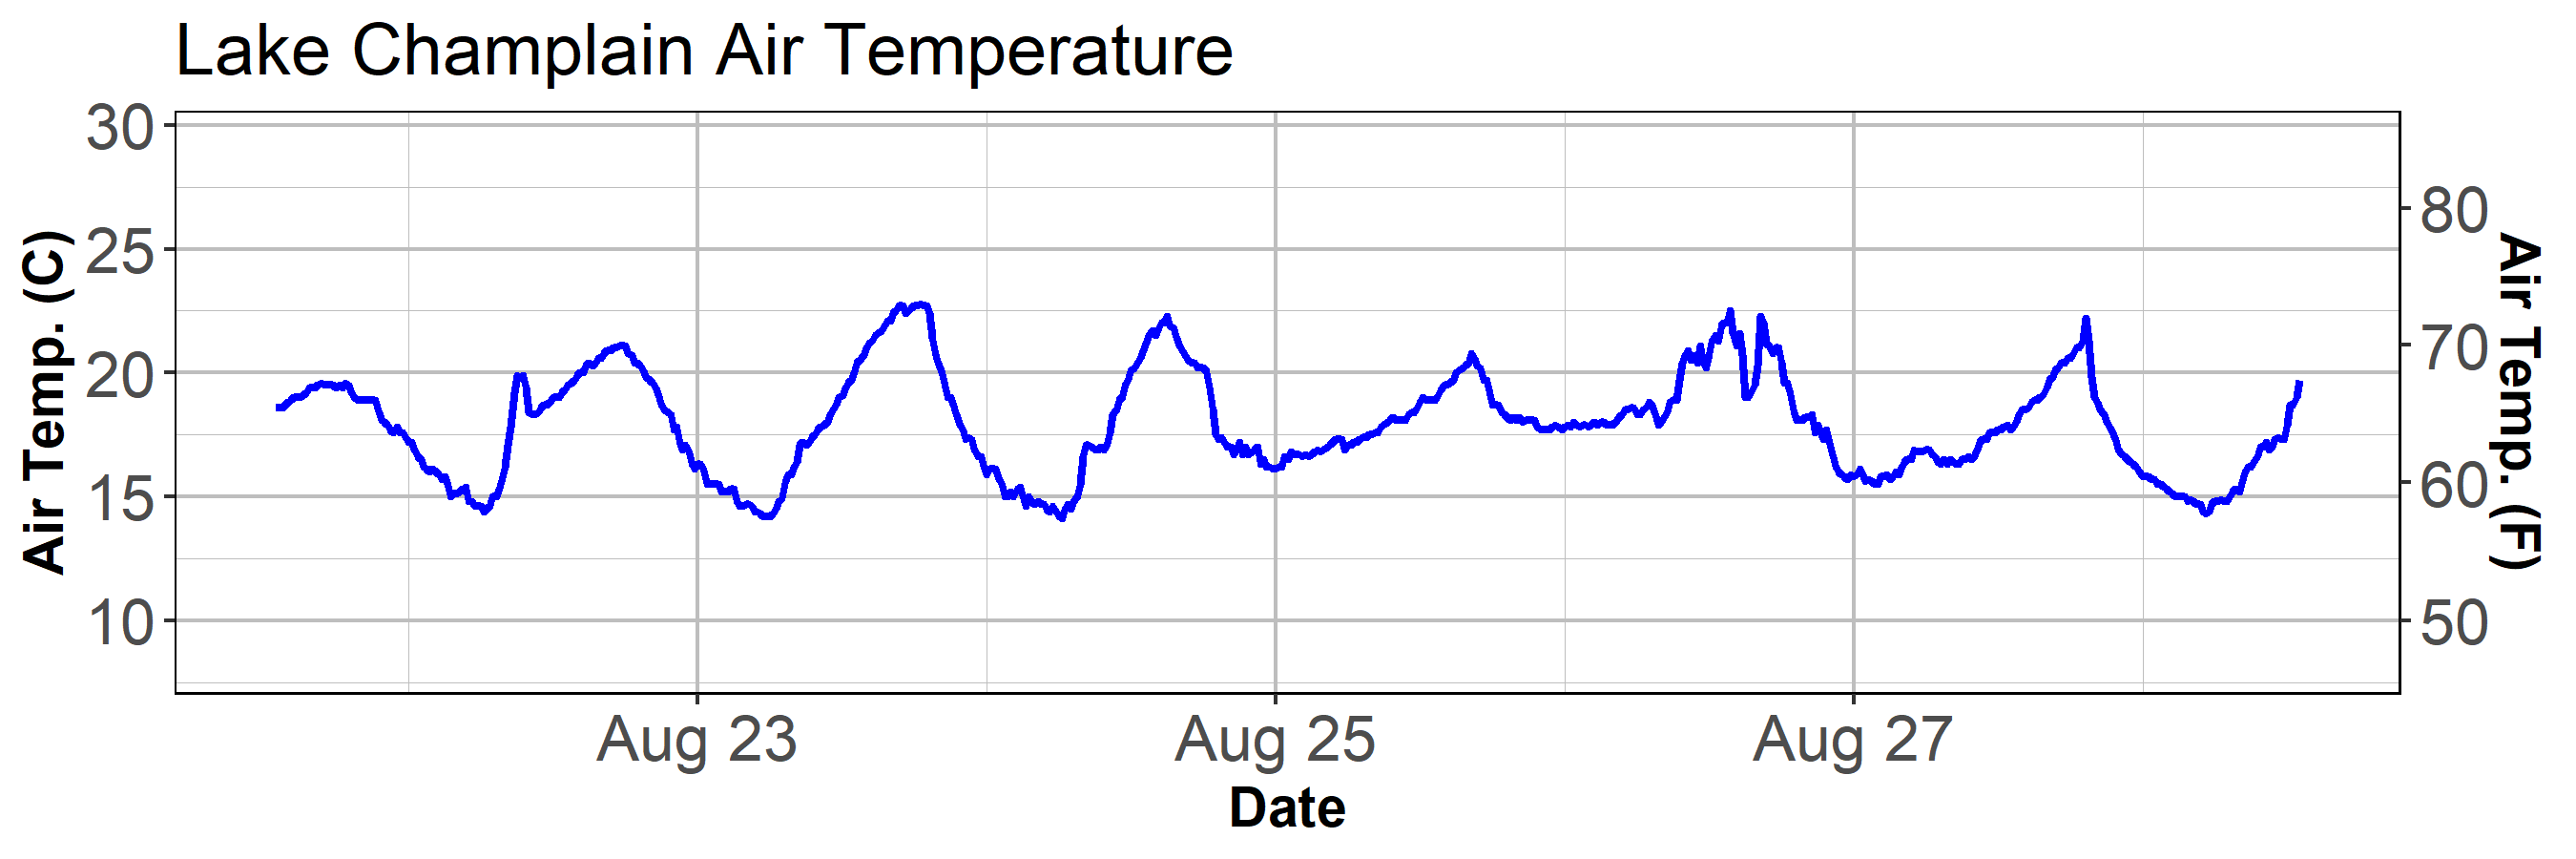 Lake Champlain Air Temperature
Air Temp. (C)
30
25
20
15
10
80
70
60
50
Air Temp. (F)
Aug 23
Aug 25
Aug 27
Date